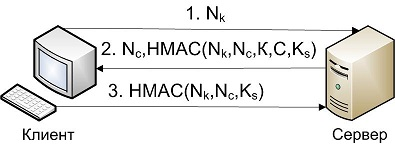 1. Nk
2. Nc,HMAC(Nk,Nc,К,С,Ks)
3. HMAC(Nk,Nc,Ks)
Клиент
Сервер